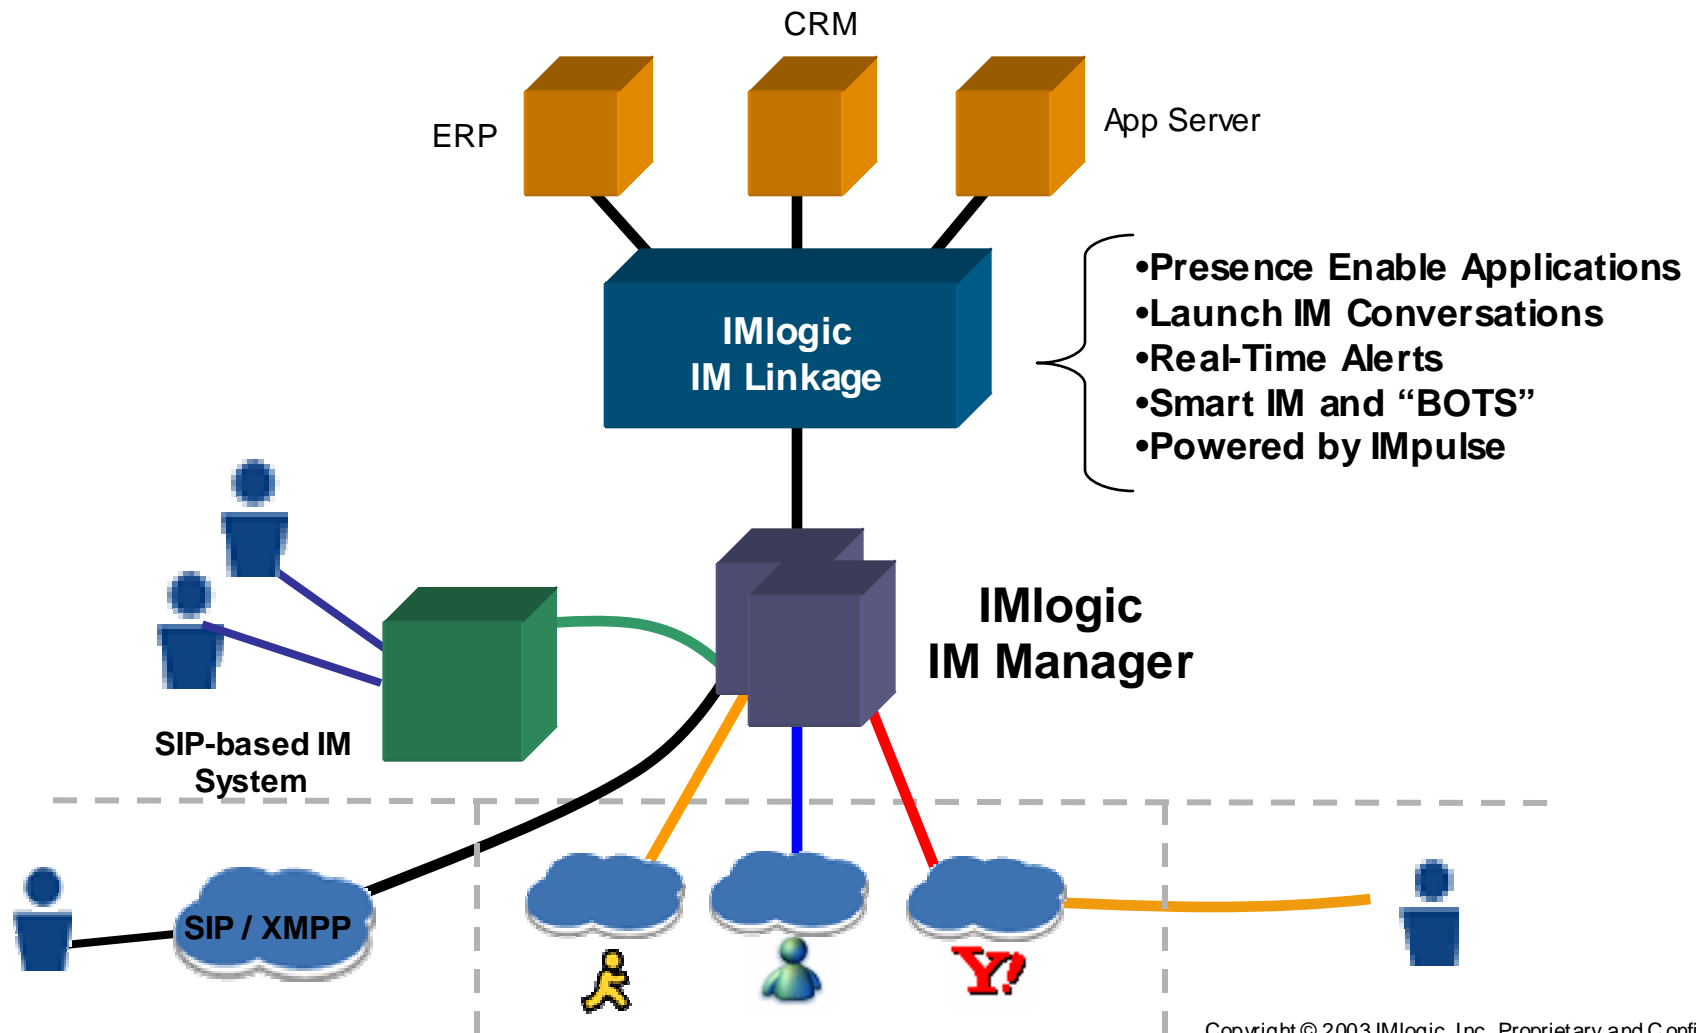 CRM
ERP
App Server
•Presence Enable Applications
•Launch IM Conversations
•Real-Time Alerts
•Smart IM and “BOTS”
•Powered by IMpulse
IMlogic
IM Linkage
IMlogic
IM Manager
SIP-based IM
System
SIP / XMPP
Y!
Copyright © 2003 IMlogic, Inc. Proprietary and Confi